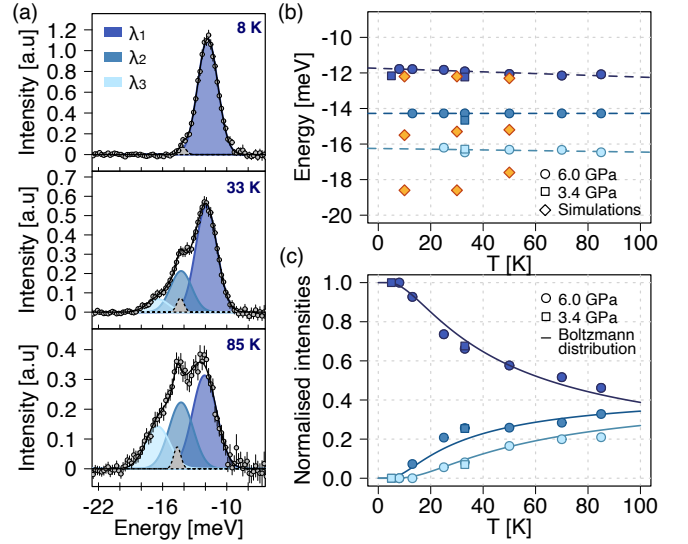 (a)
8 K
λ1
λ2
λ3
Intensity [a.u]
1.2
1.0
0.8
0.6
0.4
0.2
0
33 K
Intensity [a.u]
0.7
0.6
0.5
0.4
0.3
0.2
0.1
0
85 K
Intensity [a.u]
0.4
0.3
0.2
0.1
0
-22 -18 -14 -10
Energy [meV]
(b)
Energy [meV]
-10
-12
-14
-16
-18
-20
6.0 GPa
3.4 GPa
Simulations
0 20 40 60 80 100
T [K]
(c)
Normalised intensities
1.0
0.8
0.6
0.4
0.2
0.0
6.0 GPa
3.4 GPa
Boltzmann
distribution
0 20 40 60 80 100
T [K]